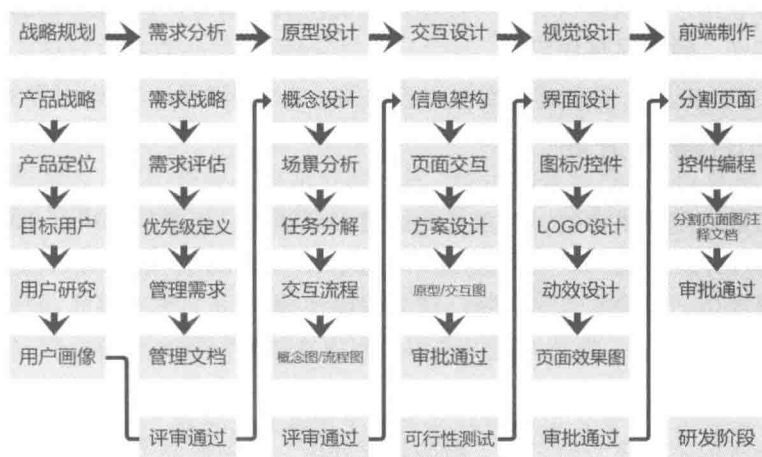 战略规划
需求分析
原型设计
交互设计
视觉设计
前端制作
产品战略
需求战略
概念设计
信息架构
界面设计
分割页面
产品定位
需求评估
场景分析
页面交互
图标/控件
控件编程
目标用户
优先级定义
任务分解
方案设计
LOGO设计
分割页面图/注
释文档
用户研究
管理需求
交互流程
原型/交互图
动效设计
审批通过
用户画像
管理文档
概念图/流程图
审批通过
页面效果图
评审通过
评审通过
可行性测试
审批通过
研发阶段